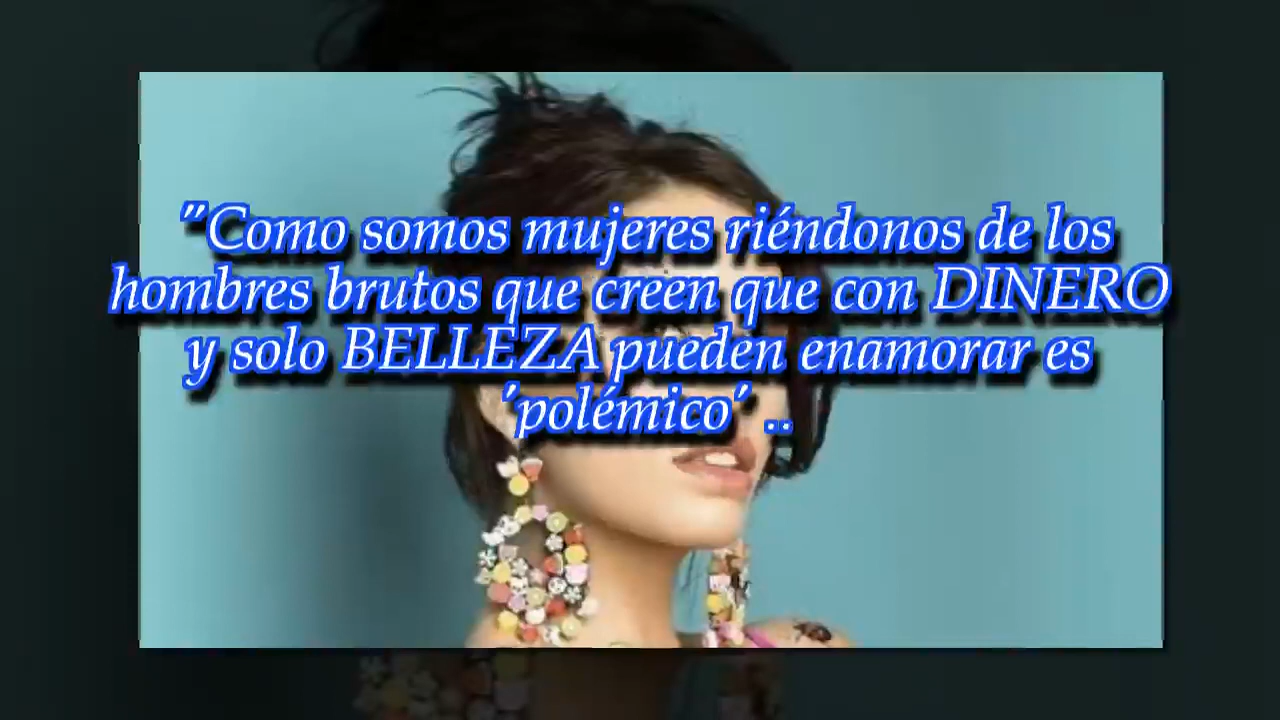 "Como somos mujeres riéndonos de los
hombres brutos que creen que con DINERO
y solo BELLEZA pueden enamorar es
´polémico´ ..